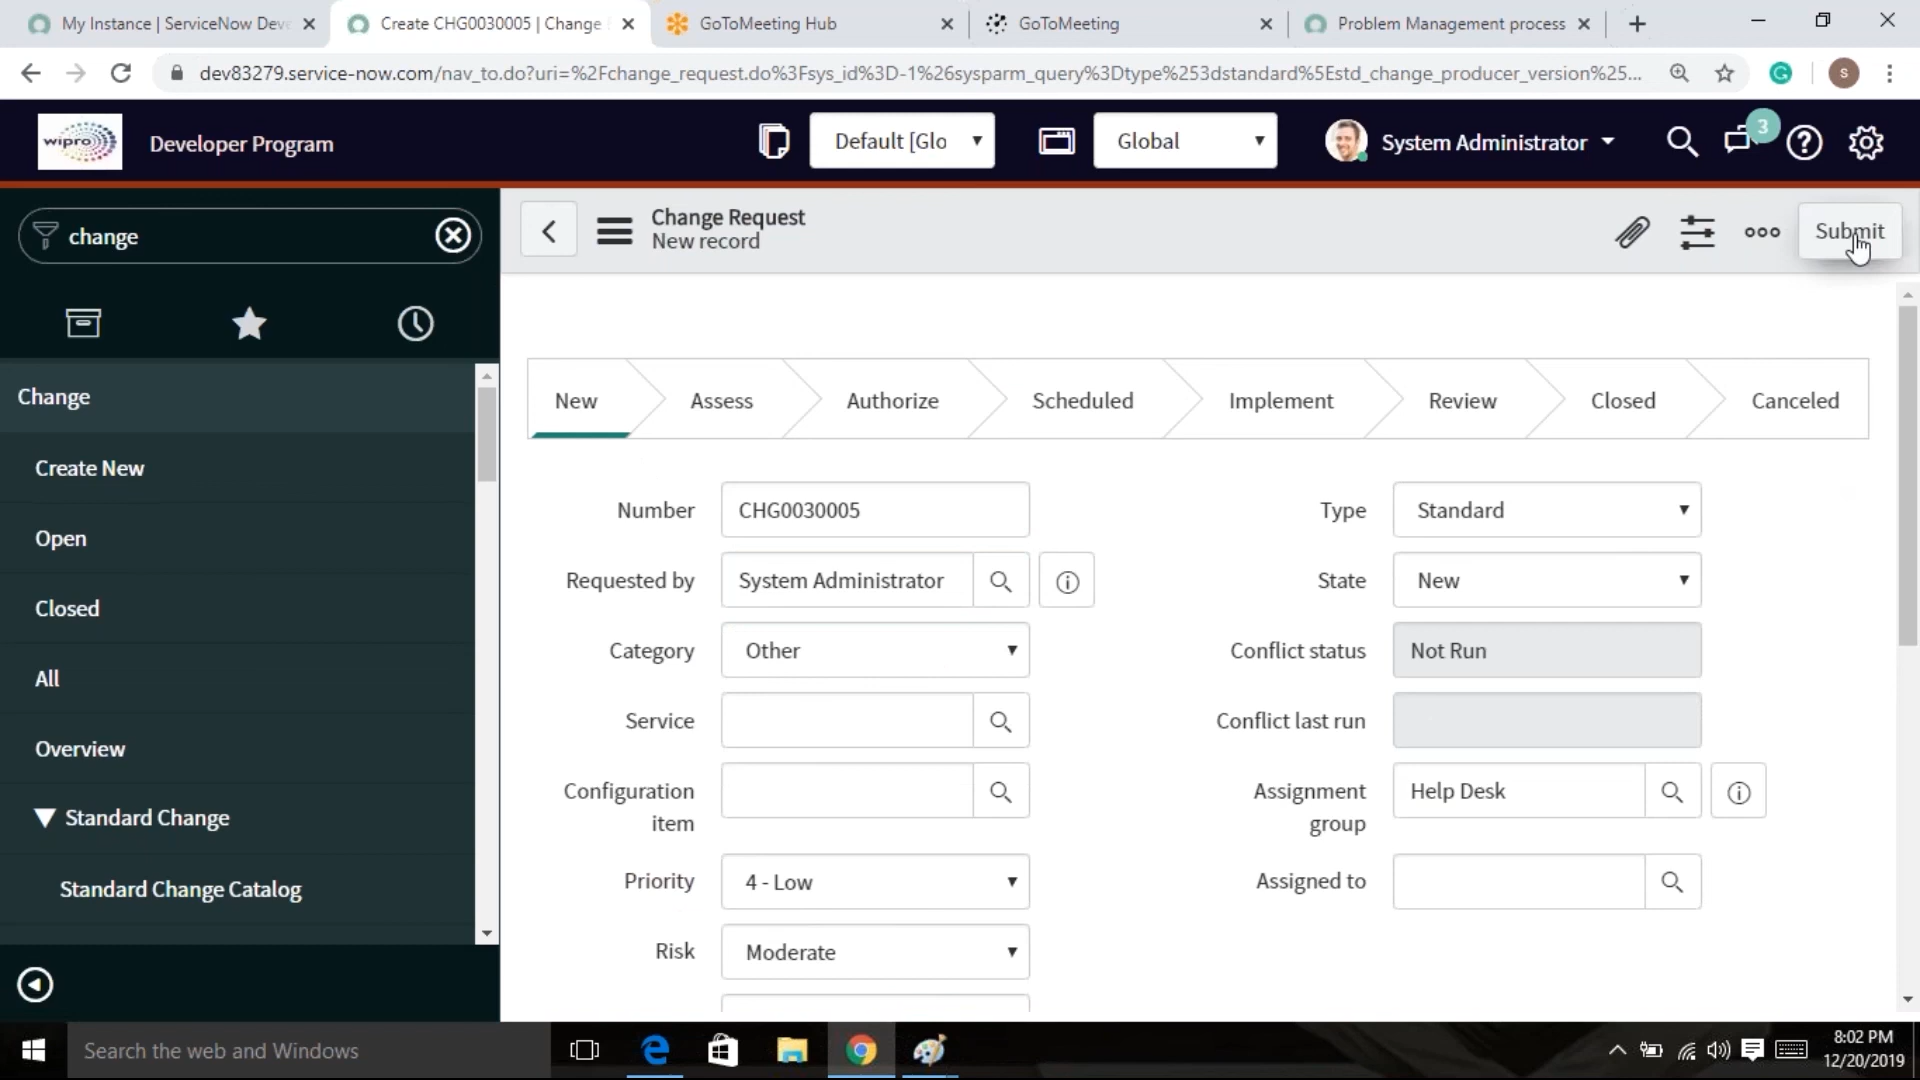 My Instance | ServiceNow Deve
Create CHG0030005 | Change
GoToMeeting Hub
GoToMeeting
Problem Management process
dev83279.service-now.com/nav_to.do?uri=%2Fchange_request.do%3Fsys_id%3D-1%26sysparm_query%3Dtype%253dstandard%5Estd_change_producer_version%25...
s
wipro
Developer Program
Default [Glo
Global
System Administrator
3
change
Change Request
New record
Submit
Change
Create New
Open
Closed
All
Overview
Standard Change
Standard Change Catalog
New
Assess
Authorize
Scheduled
Implement
Review
Closed
Canceled
Number
CHG0030005
Type
Standard
Requested by
System Administrator
State
New
Category
Other
Conflict status
Not Run
Service
Conflict last run
Configuration
item
Assignment
group
Help Desk
Priority
4 - Low
Assigned to
Risk
Moderate
Search the web and Windows
8:02 PM
12/20/2019